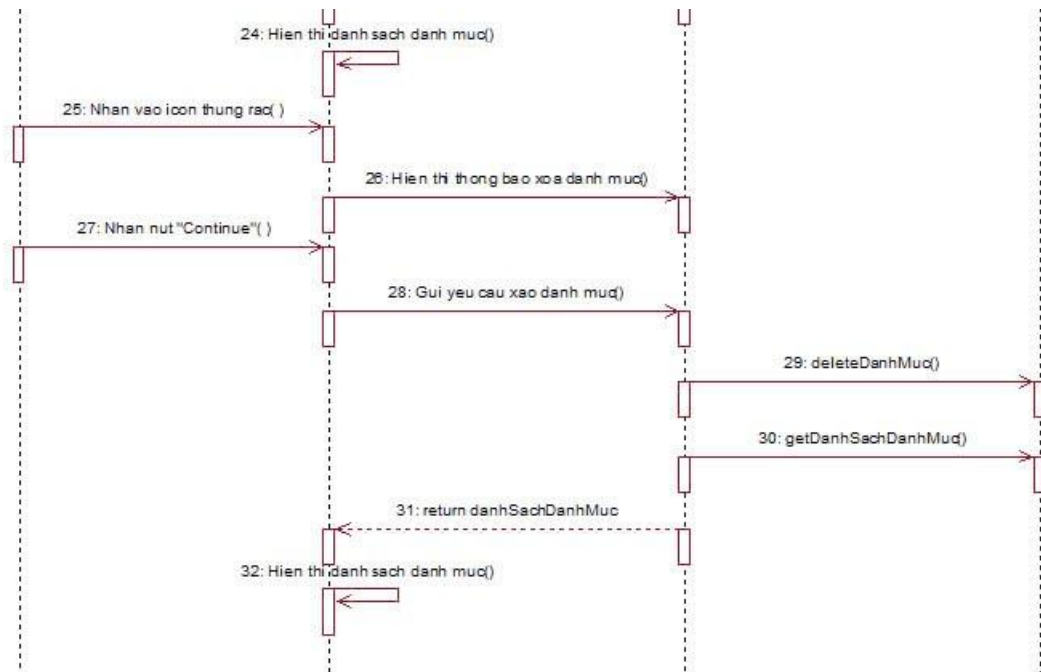 24: Hien thi danh sach danh muc()
25: Nhan vao icon thung rac( )
26: Hien thi thong bao xoa danh muc()
27: Nhan nut "Continue"( )
28: Gui yeu cau xao danh muc()
29: deleteDanhMuc()
30: getDanhSachDanhMuc()
31: return danhSachDanhMuc
32: Hien thi danh sach danh muc()